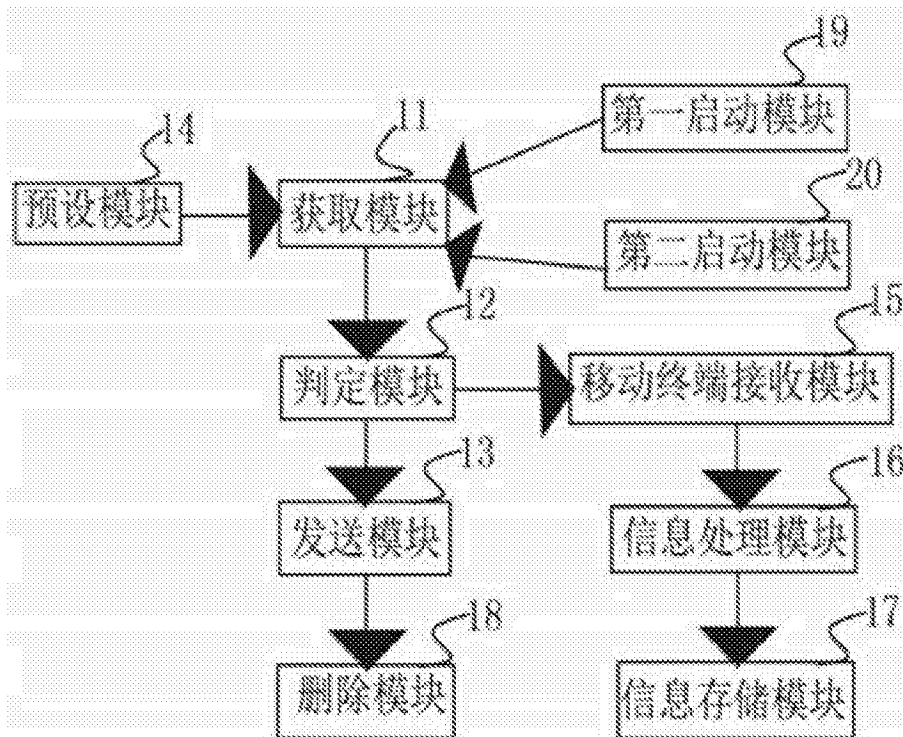 19
第一启动模块
11
14
获取模块
预设模块
20
第二启动模块
12
判定模块
15
移动终端接收模块
13
发送模块
16
信息处理模块
18
删除模块
17
信息存储模块